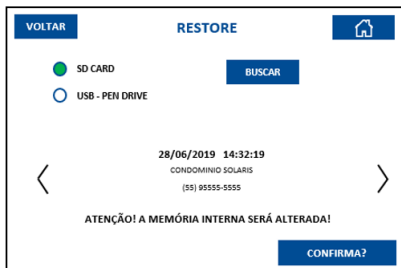 VOLTAR
RESTORE
SD CARD
BUSCAR
USB - PEN DRIVE
28/06/2019 14:32:19
CONDOMINIO SOLARIS
(55) 95555-5555
ATENÇÃO! A MEMÓRIA INTERNA SERÁ ALTERADA!
CONFIRMA?